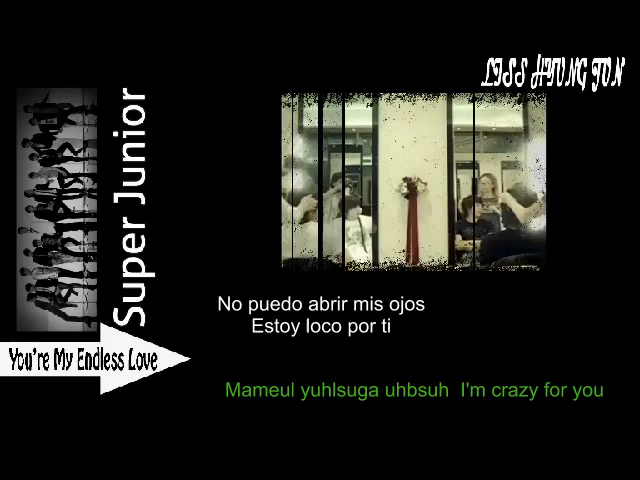 LISS HYUNG JUN
Super Junior
No puedo abrir mis ojos
Estoy loco por ti
You're My Endless Love
Mameul yuhlsuga uhbsuh I'm crazy for you